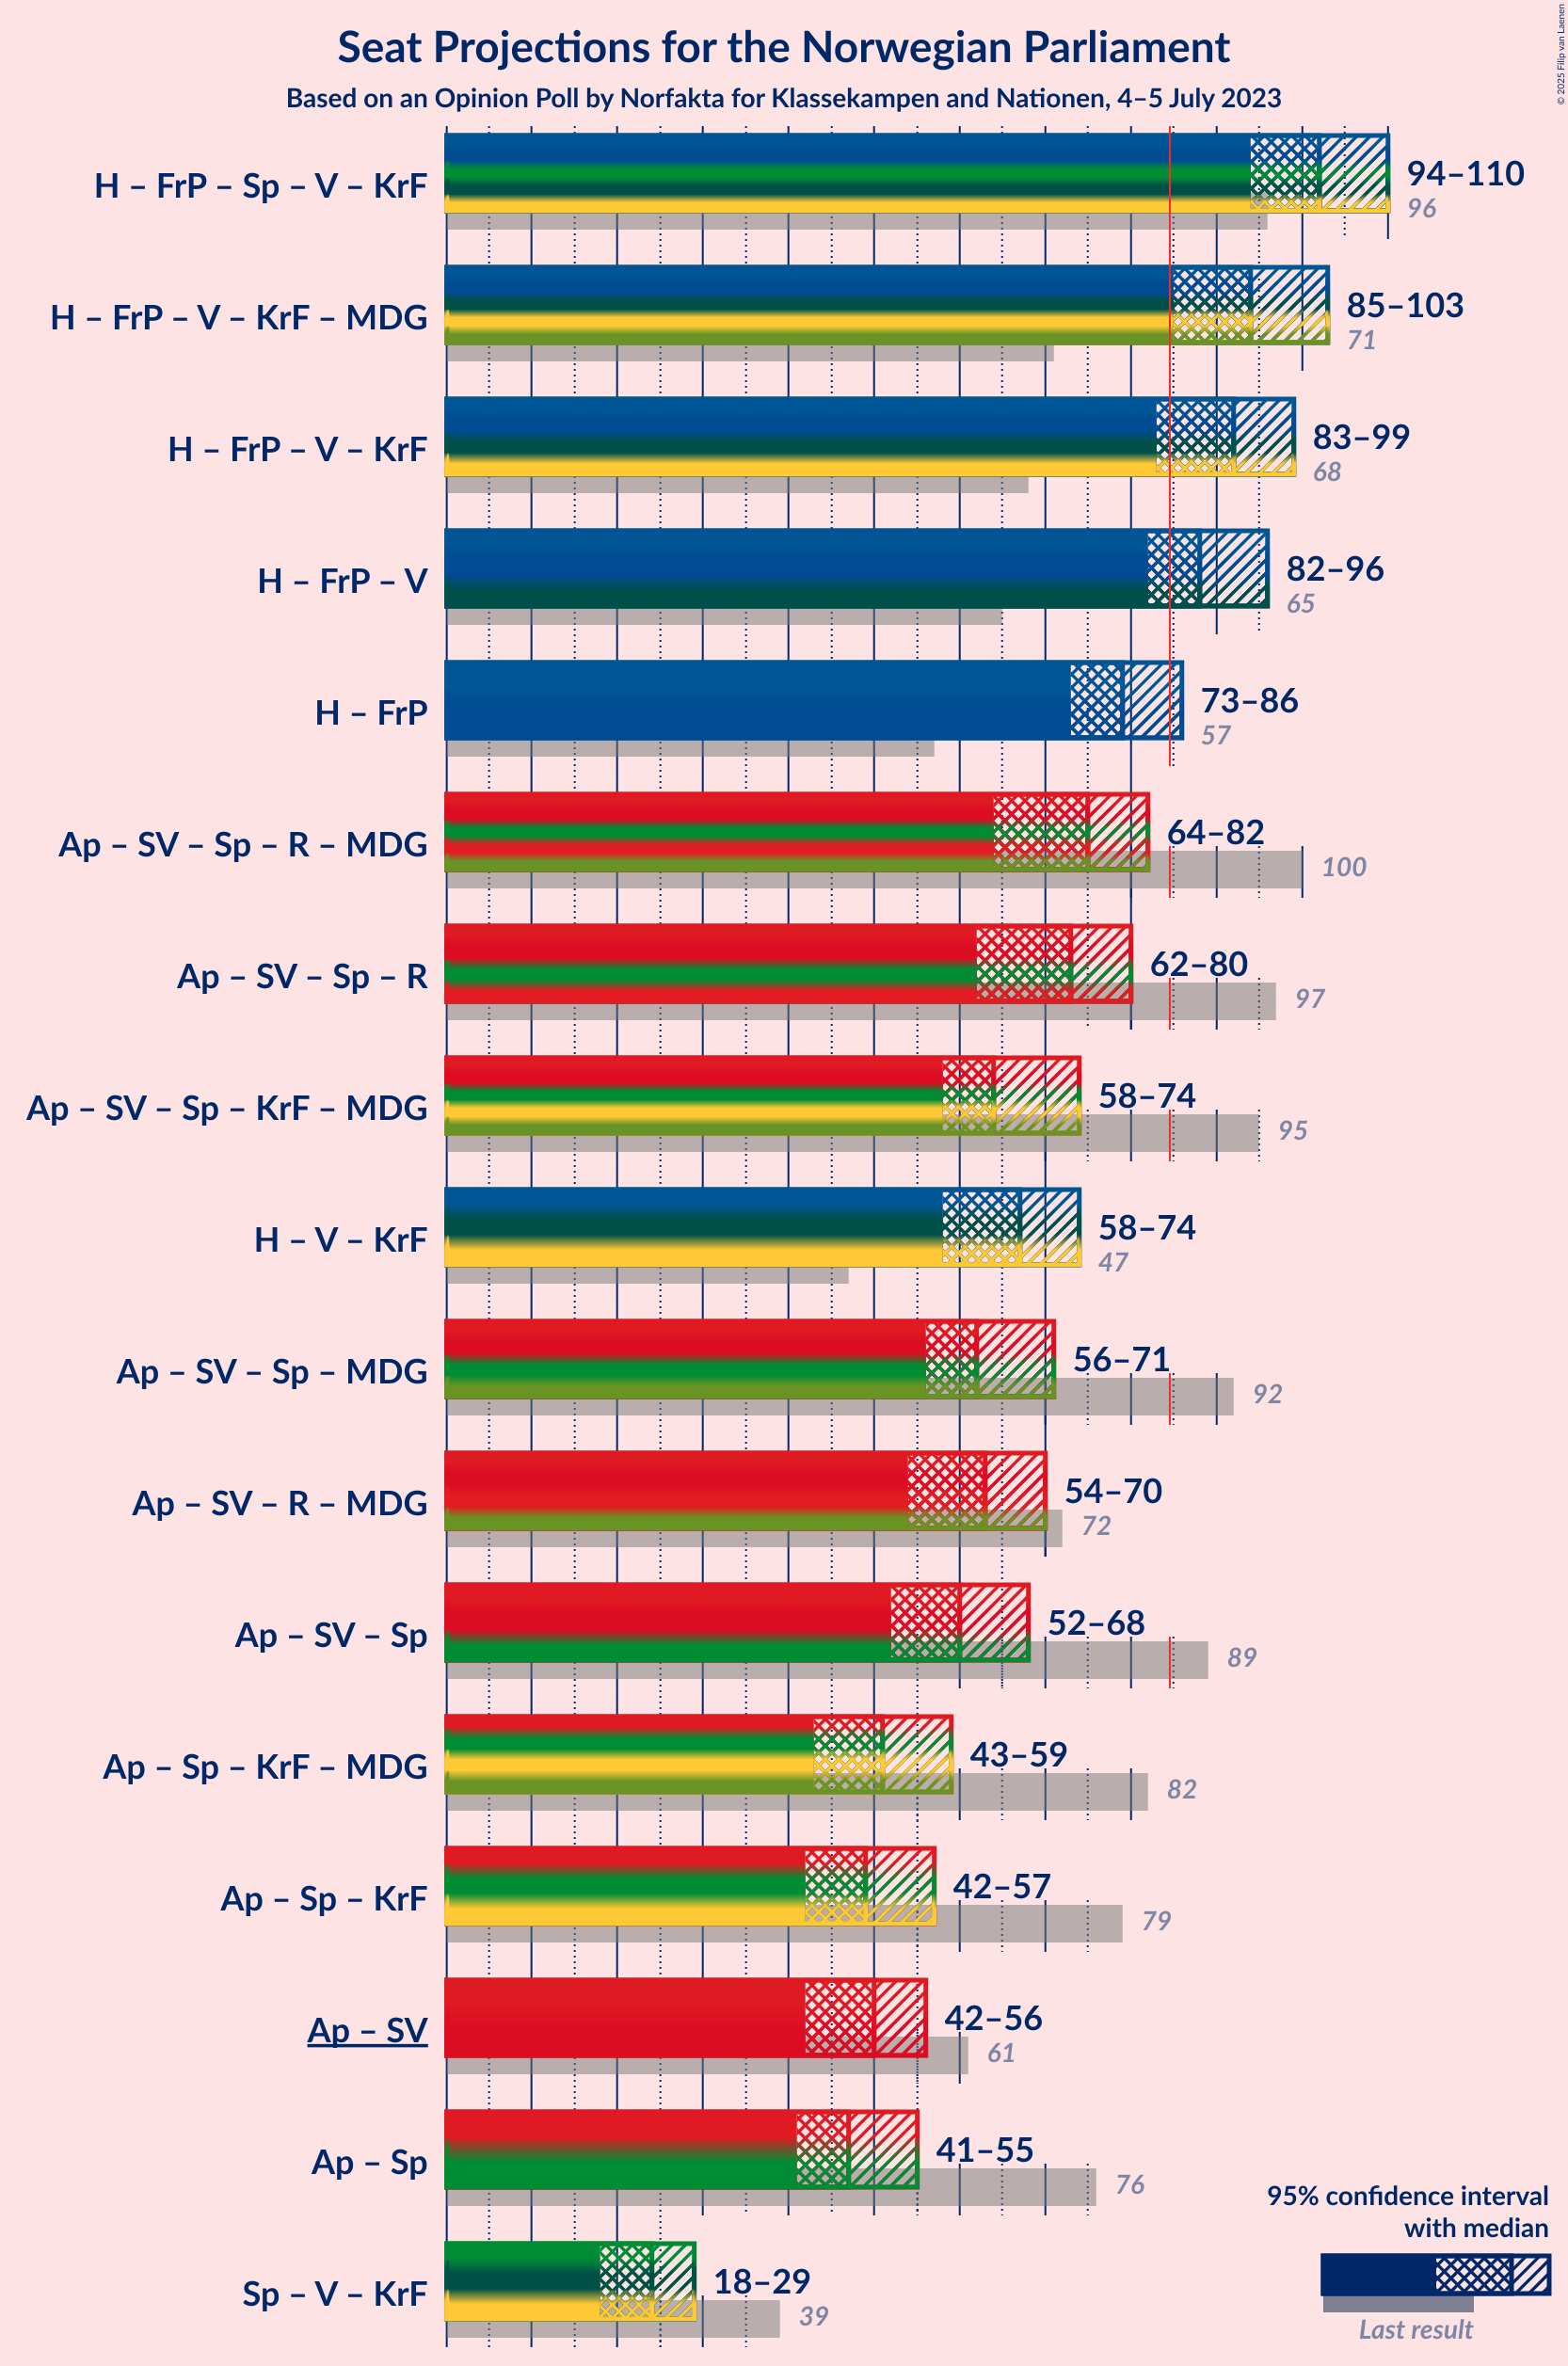 © 2025 Filip van Laenen
Seat Projections for the Norwegian Parliament
Based on an Opinion Poll by Norfakta for Klassekampen and Nationen, 4–5 July 2023
H – FrP – Sp – V – KrF
94–110
96
H – FrP – V – KrF – MDG
85–103
71
H – FrP – V – KrF
83–99
68
H – FrP – V
82–96
65
H – FrP
73–86
57
Ap – SV – Sp – R – MDG
64–82
100
Ap – SV – Sp – R
62–80
97
Ap – SV – Sp – KrF – MDG
58–74
95
H – V – KrF
58–74
47
Ap – SV – Sp – MDG
56–71
92
Ap – SV – R – MDG
54–70
72
Ap – SV – Sp
52–68
89
Ap – Sp – KrF – MDG
43–59
82
Ap – Sp – KrF
42–57
79
Ap – SV
42–56
61
Ap – Sp
41–55
76
Sp – V – KrF
18–29
39
95% confidence interval
with median
Last result